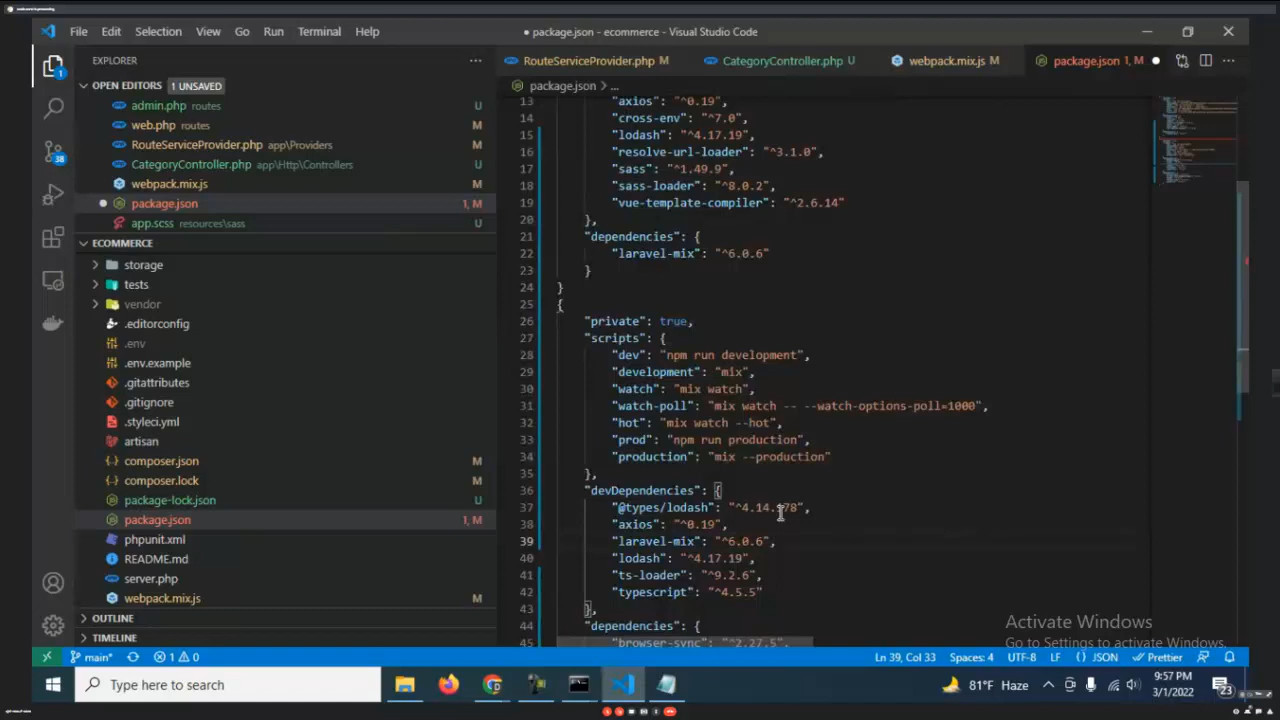 File Edit Selection View Go Run Terminal Help
● package.json - ecommerce - Visual Studio Code
EXPLORER
RouteServiceProvider.php M
CategoryController.php U
webpack.mix.js M
package.json 1, M
OPEN EDITORS 1 UNSAVED
package.json > ...
admin.php routes U
web.php routes M
RouteServiceProvider.php app\Providers M
CategoryController.php app\Http\Controllers U
webpack.mix.js M
package.json 1, M
app.scss resources\sass U
ECOMMERCE
storage
tests
vendor
.editorconfig
.env
.env.example
.gitattributes
.gitignore
.styleci.yml
artisan
composer.json M
composer.lock M
package-lock.json U
package.json 1, M
phpunit.xml
README.md
server.php
webpack.mix.js M
OUTLINE
TIMELINE
13 "axios": "^0.19",
14 "cross-env": "^7.0",
15 "lodash": "^4.17.19",
16 "resolve-url-loader": "^3.1.0",
17 "sass": "^1.49.9",
18 "sass-loader": "^8.0.2",
19 "vue-template-compiler": "^2.6.14"
20 },
21 "dependencies": {
22 "laravel-mix": "^6.0.6"
23 }
24 }
25 {
26 "private": true,
27 "scripts": {
28 "dev": "npm run development",
29 "development": "mix",
30 "watch": "mix watch",
31 "watch-poll": "mix watch -- --watch-options-poll=1000",
32 "hot": "mix watch --hot",
33 "prod": "npm run production",
34 "production": "mix --production"
35 },
36 "devDependencies": {
37 "@types/lodash": "^4.14.178",
38 "axios": "^0.19",
39 "laravel-mix": "^6.0.6",
40 "lodash": "^4.17.19",
41 "ts-loader": "^9.2.6",
42 "typescript": "^4.5.5"
43 },
44 "dependencies": {
45 "browser-sync": "^2.27.5",
Activate Windows
Go to Settings to activate Windows.
main* 1 0
Ln 39, Col 33 Spaces: 4 UTF-8 LF { } JSON Prettier
Type here to search
81°F Haze
9:57 PM
3/1/2022
1
38
23